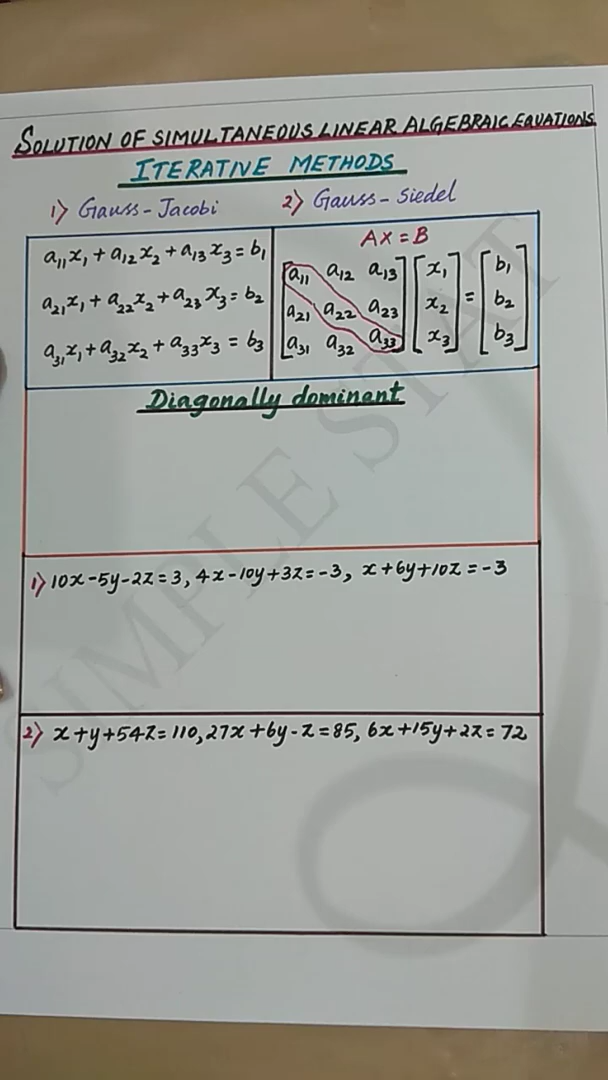 SOLUTION OF SIMULTANEOUS LINEAR ALGEBRAIC EQUATIONS
ITERATIVE METHODS
1) Gauss-Jacobi 2) Gauss-Siedel
a₁₁x₁ + a₁₂x₂ + a₁₃x₃ = b₁
a₂₁x₁ + a₂₂x₂ + a₂₃x₃ = b₂
a₃₁x₁ + a₃₂x₂ + a₃₃x₃ = b₃
AX = B
[a₁₁ a₁₂ a₁₃] [x₁] [b₁]
[a₂₁ a₂₂ a₂₃] [x₂] = [b₂]
[a₃₁ a₃₂ a₃₃] [x₃] [b₃]
Diagonally dominant
1) 10x-5y-2z=3, 4x-10y+3z=-3, x+6y+10z=-3
2) x+y+54z=110, 27x+6y-z=85, 6x+15y+2z=72
SIMPLE STAT